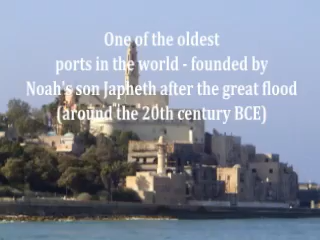 One of the oldest
ports in the world - founded by
Noah's son Japheth after the great flood
(around the 20th century BCE)